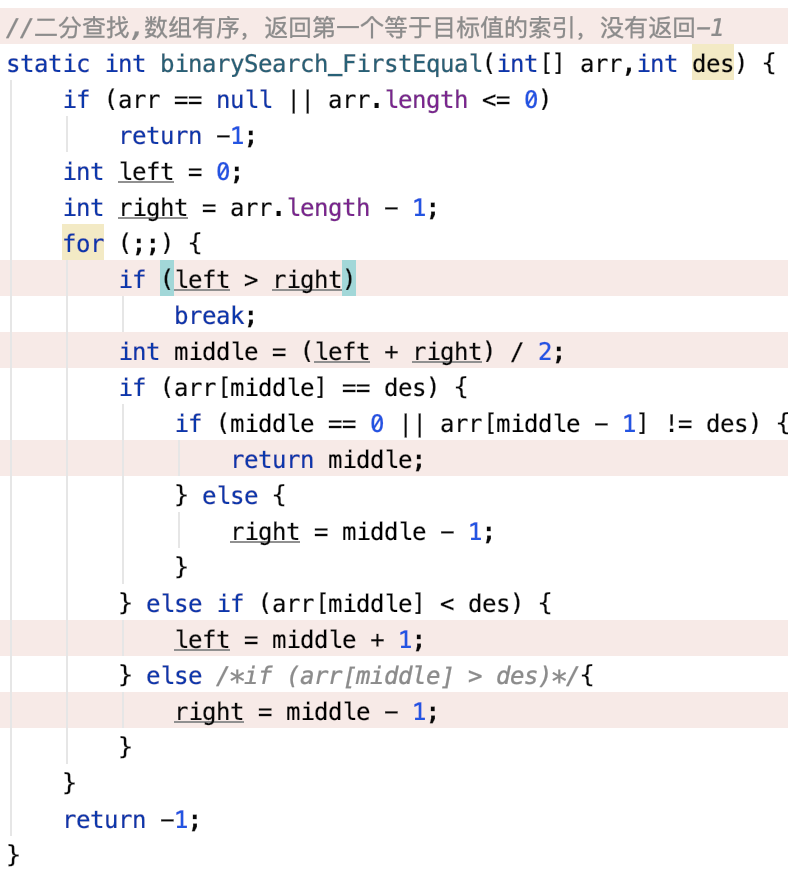 //二分查找,数组有序，返回第一个等于目标值的索引，没有返回-1
static int binarySearch_FirstEqual(int[] arr,int des) {
    if (arr == null || arr.length <= 0)
        return -1;
    int left = 0;
    int right = arr.length - 1;
    for (;;) {
        if (left > right)
            break;
        int middle = (left + right) / 2;
        if (arr[middle] == des) {
            if (middle == 0 || arr[middle - 1] != des) {
                return middle;
            } else {
                right = middle - 1;
            }
        } else if (arr[middle] < des) {
            left = middle + 1;
        } else /*if (arr[middle] > des)*/{
            right = middle - 1;
        }
    }
    return -1;
}